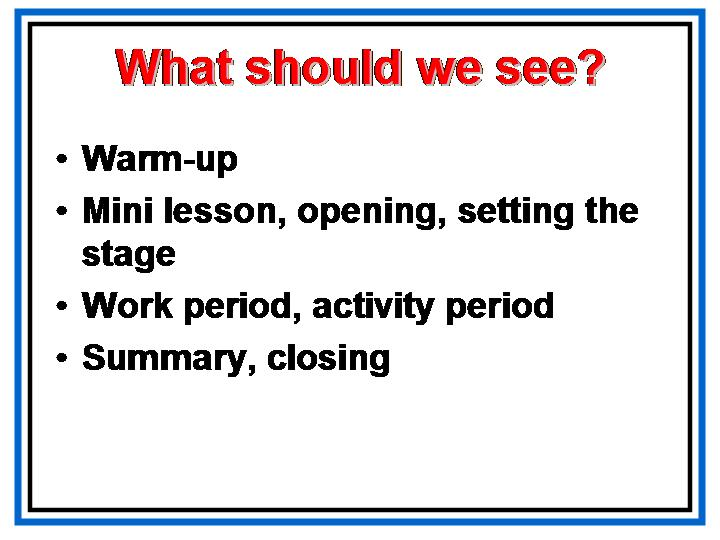 What should we see?
• Warm-up
• Mini lesson, opening, setting the
stage
• Work period, activity period
• Summary, closing